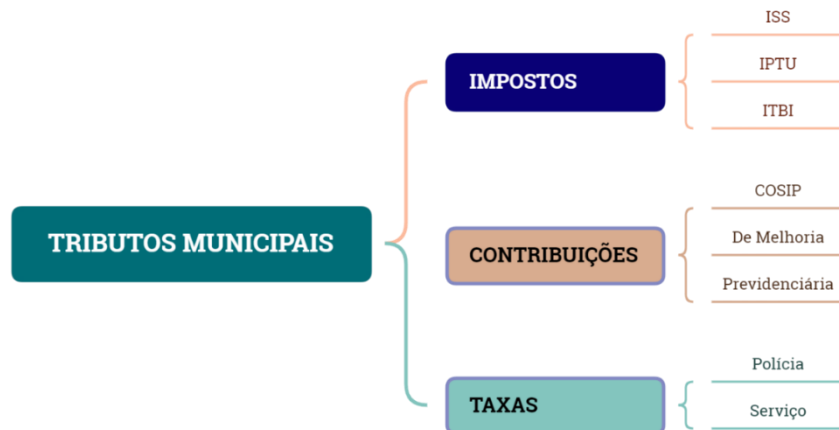 TRIBUTOS MUNICIPAIS
IMPOSTOS
ISS
IPTU
ITBI
CONTRIBUIÇÕES
COSIP
De Melhoria
Previdenciária
TAXAS
Polícia
Serviço